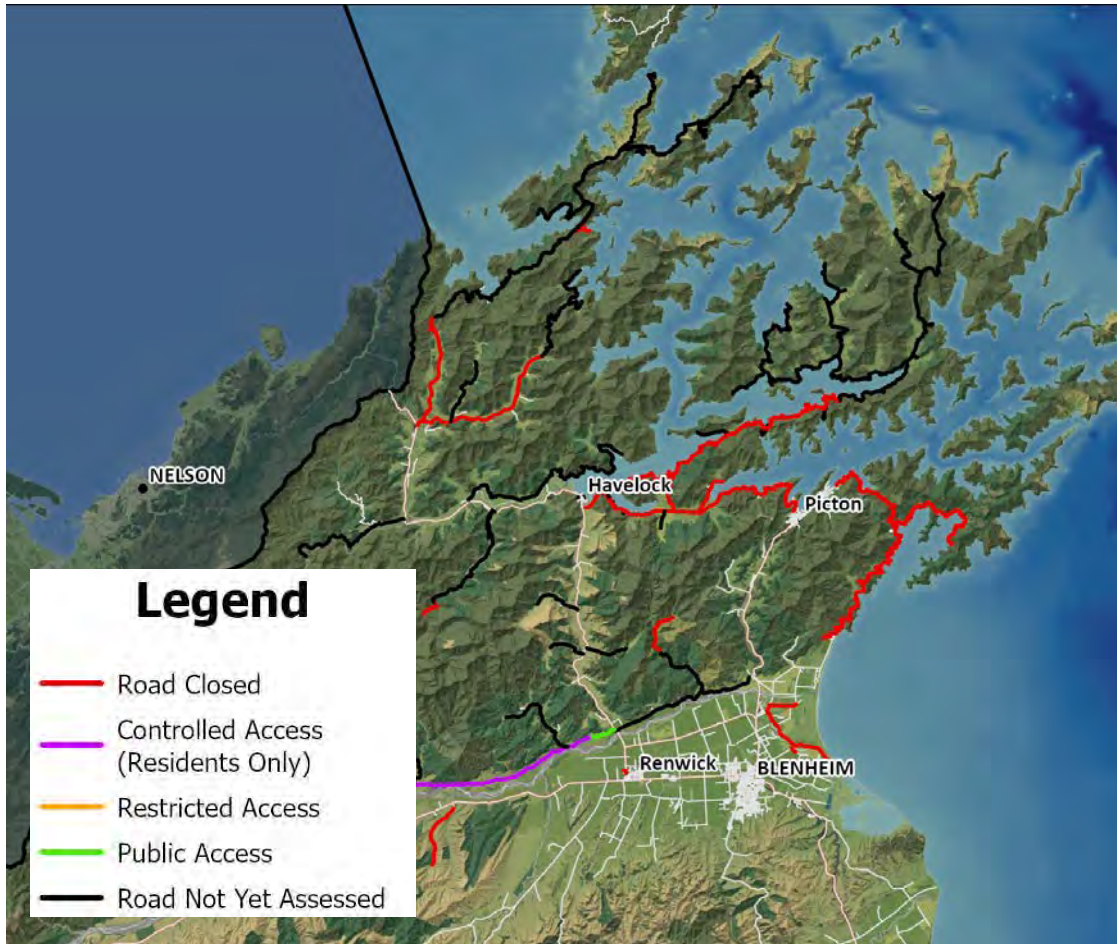 NELSON
Havelock
Picton
Legend
Road Closed
Controlled Access
(Residents Only)
Restricted Access
Public Access
Road Not Yet Assessed
Renwick
BLENHEIM